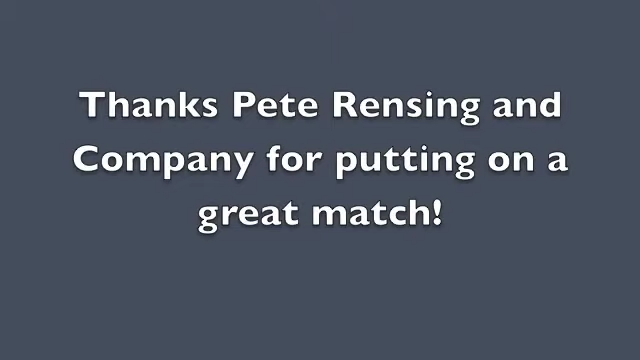 Thanks Pete Rensing and
Company for putting on a
great match!